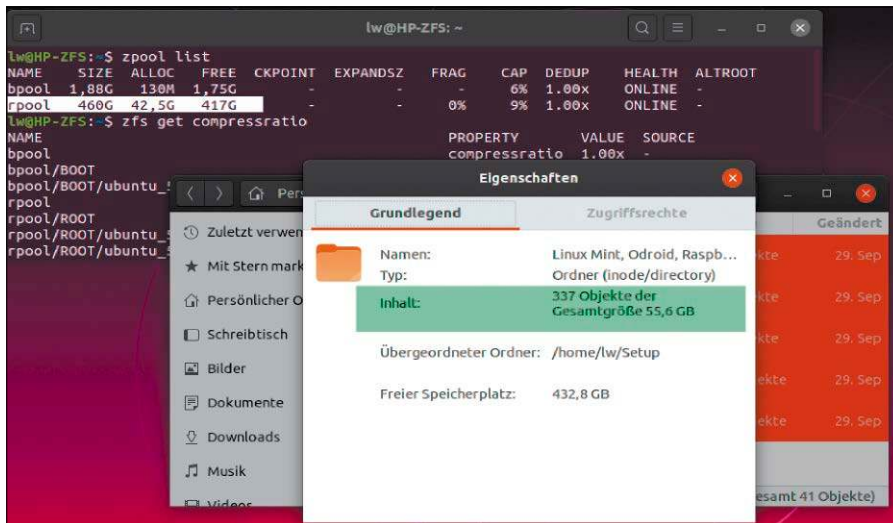 lw@HP-ZFS: ~
lw@HP-ZFS:~$ zpool list
NAME SIZE ALLOC FREE CKPOINT EXPANDSZ FRAG CAP DEDUP HEALTH ALTROOT
bpool 1,88G 130M 1,75G - - - 6% 1.00x ONLINE -
rpool 460G 42,5G 417G - - 0% 9% 1.00x ONLINE -
lw@HP-ZFS:~$ zfs get compressratio
NAME PROPERTY VALUE SOURCE
bpool compressratio 1.00x -
bpool/BOOT
bpool/BOOT/ubuntu_
rpool
rpool/ROOT
rpool/ROOT/ubuntu_
rpool/ROOT/ubuntu_
Pers
Geändert
Zuletzt verwen
Mit Stern mark
Persönlicher O
Schreibtisch
Bilder
Dokumente
Downloads
Musik
Videos
Eigenschaften
Grundlegend Zugriffsrechte
Namen: Linux Mint, Odroid, Raspb...
Typ: Ordner (inode/directory)
Inhalt: 337 Objekte der
Gesamtgröße 55,6 GB
Übergeordneter Ordner: /home/lw/Setup
Freier Speicherplatz: 432,8 GB
kte 29. Sep
kte 29. Sep
kte 29. Sep
ekte 29. Sep
ekte 29. Sep
esamt 41 Objekte)